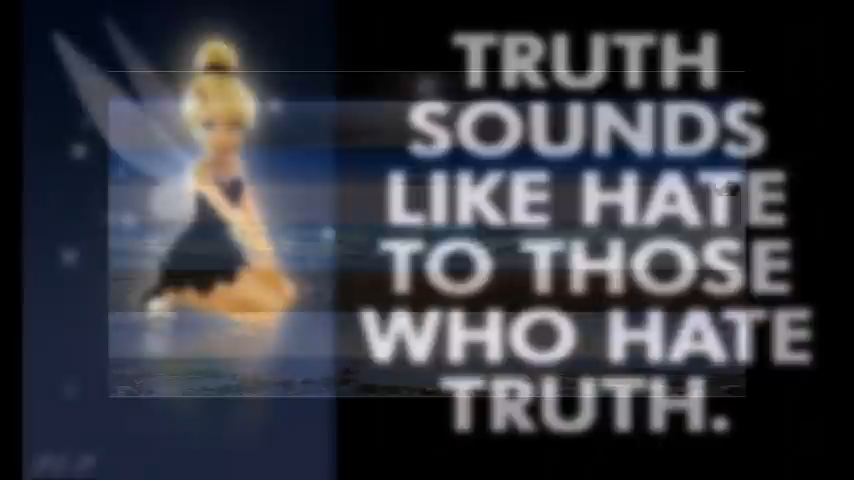 TRUTH
SOUNDS
LIKE HATE
TO THOSE
WHO HATE
TRUTH.